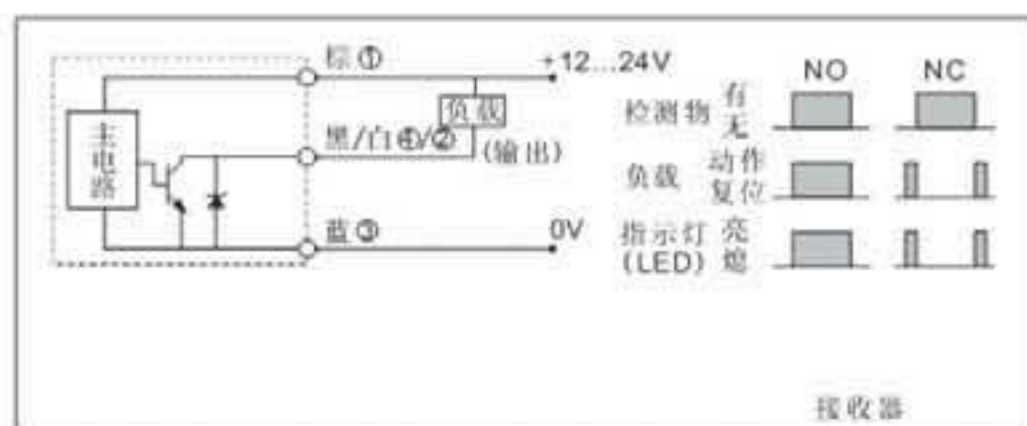 棕① +12...24V
负载
黑/白④/② (输出)
主电路
蓝③ 0V
NO NC
检测物 有
无
负载 动作
复位
指示灯 亮
(LED) 熄
接收器